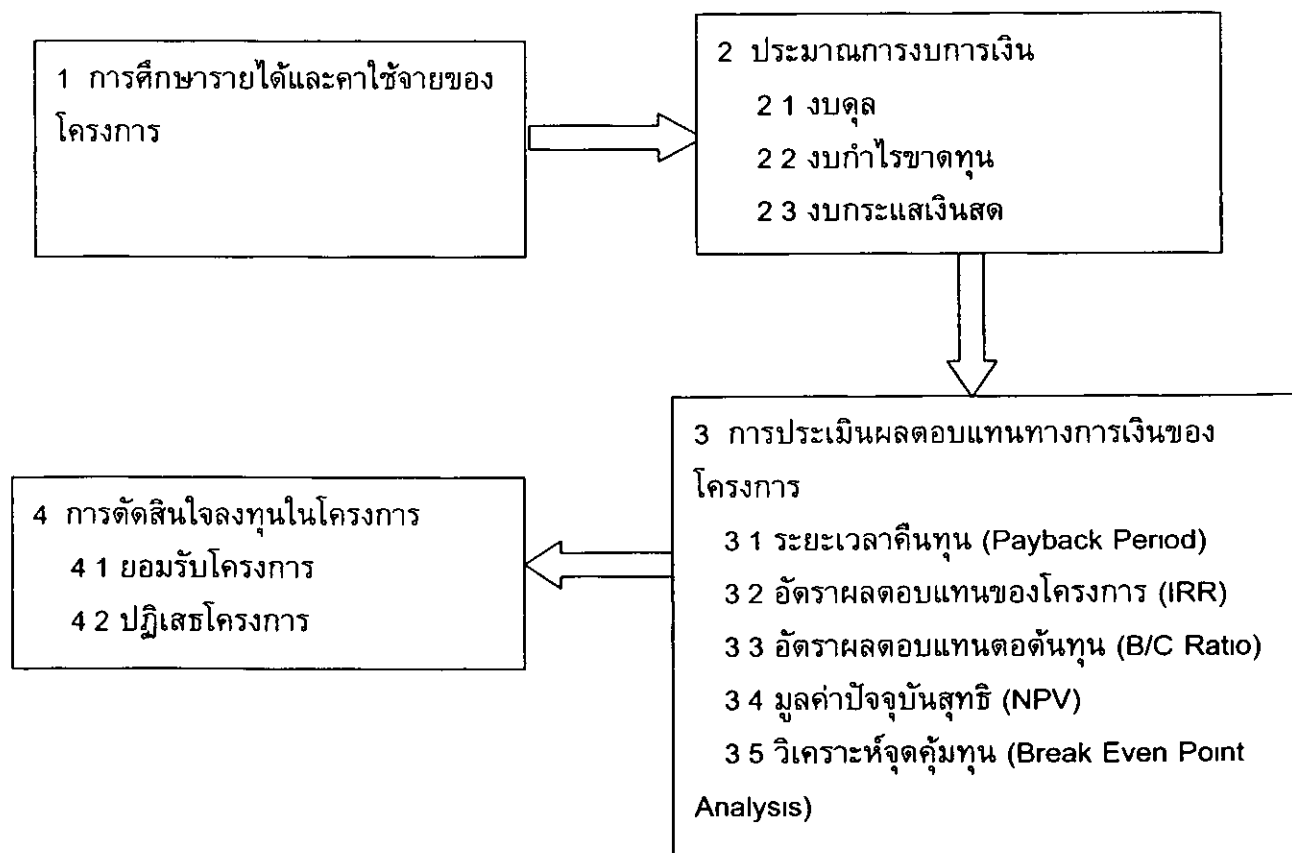 1 การศึกษารายได้และคาใช้จายของ
โครงการ
2 ประมาณการงบการเงิน
2 1 งบดุล
2 2 งบกำไรขาดทุน
2 3 งบกระแสเงินสด
3 การประเมินผลตอบแทนทางการเงินของ
โครงการ
3 1 ระยะเวลาคืนทุน (Payback Period)
3 2 อัตราผลตอบแทนของโครงการ (IRR)
3 3 อัตราผลตอบแทนตอต้นทุน (B/C Ratio)
3 4 มูลค่าปัจจุบันสุทธิ (NPV)
3 5 วิเคราะห์จุดคุ้มทุน (Break Even Point
Analysis)
4 การตัดสินใจลงทุนในโครงการ
4 1 ยอมรับโครงการ
4 2 ปฏิเสธโครงการ